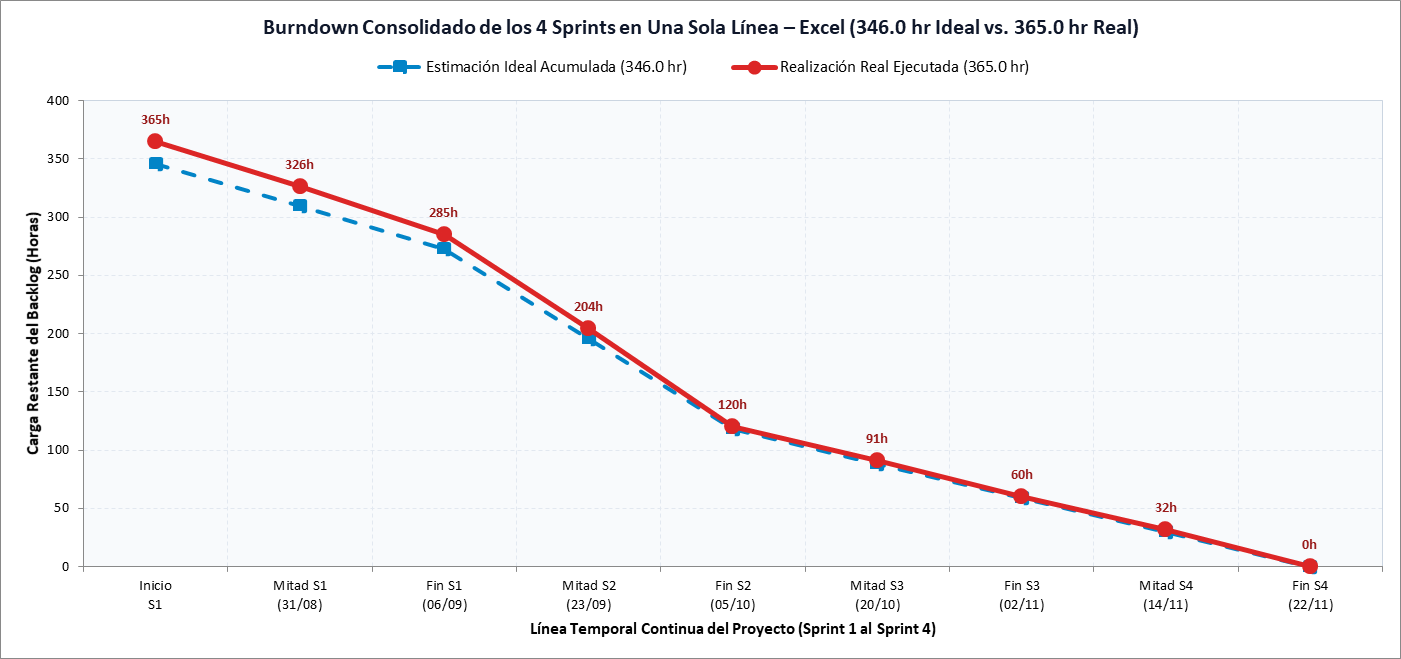 Burndown Consolidado de los 4 Sprints en Una Sola Línea – Excel (346.0 hr Ideal vs. 365.0 hr Real)
Estimación Ideal Acumulada (346.0 hr)
Realización Real Ejecutada (365.0 hr)
Carga Restante del Backlog (Horas)
400
350
300
250
200
150
100
50
0
365h
326h
285h
204h
120h
91h
60h
32h
0h
Inicio
S1
Mitad S1
(31/08)
Fin S1
(06/09)
Mitad S2
(23/09)
Fin S2
(05/10)
Mitad S3
(20/10)
Fin S3
(02/11)
Mitad S4
(14/11)
Fin S4
(22/11)
Línea Temporal Continua del Proyecto (Sprint 1 al Sprint 4)